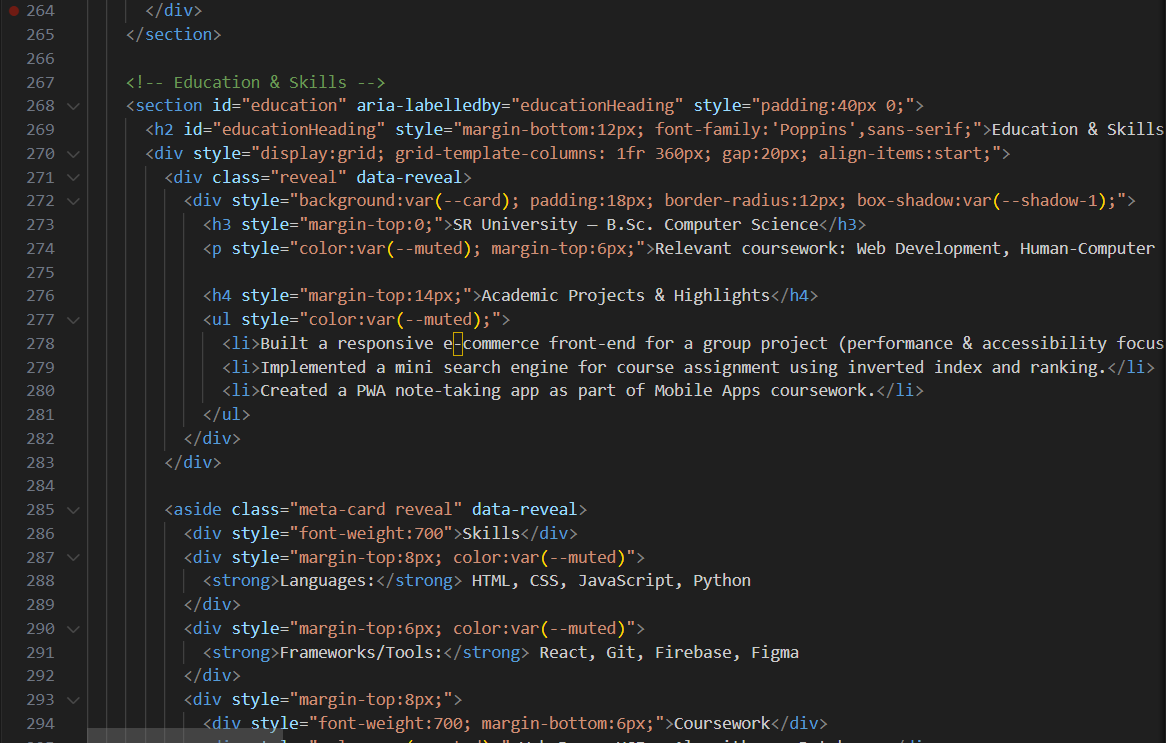 264 </div>
265 </section>
266
267 <!-- Education & Skills -->
268 <section id="education" aria-labelledby="educationHeading" style="padding:40px 0;">
269 <h2 id="educationHeading" style="margin-bottom:12px; font-family:'Poppins',sans-serif;">Education & Skills
270 <div style="display:grid; grid-template-columns: 1fr 360px; gap:20px; align-items:start;">
271 <div class="reveal" data-reveal>
272 <div style="background:var(--card); padding:18px; border-radius:12px; box-shadow:var(--shadow-1);">
273 <h3 style="margin-top:0;">SR University — B.Sc. Computer Science</h3>
274 <p style="color:var(--muted); margin-top:6px;">Relevant coursework: Web Development, Human-Computer
275
276 <h4 style="margin-top:14px;">Academic Projects & Highlights</h4>
277 <ul style="color:var(--muted);">
278 <li>Built a responsive e-commerce front-end for a group project (performance & accessibility focus
279 <li>Implemented a mini search engine for course assignment using inverted index and ranking.</li>
280 <li>Created a PWA note-taking app as part of Mobile Apps coursework.</li>
281 </ul>
282 </div>
283 </div>
284
285 <aside class="meta-card reveal" data-reveal>
286 <div style="font-weight:700">Skills</div>
287 <div style="margin-top:8px; color:var(--muted)">
288 <strong>Languages:</strong> HTML, CSS, JavaScript, Python
289 </div>
290 <div style="margin-top:6px; color:var(--muted)">
291 <strong>Frameworks/Tools:</strong> React, Git, Firebase, Figma
292 </div>
293 <div style="margin-top:8px;">
294 <div style="font-weight:700; margin-bottom:6px;">Coursework</div>